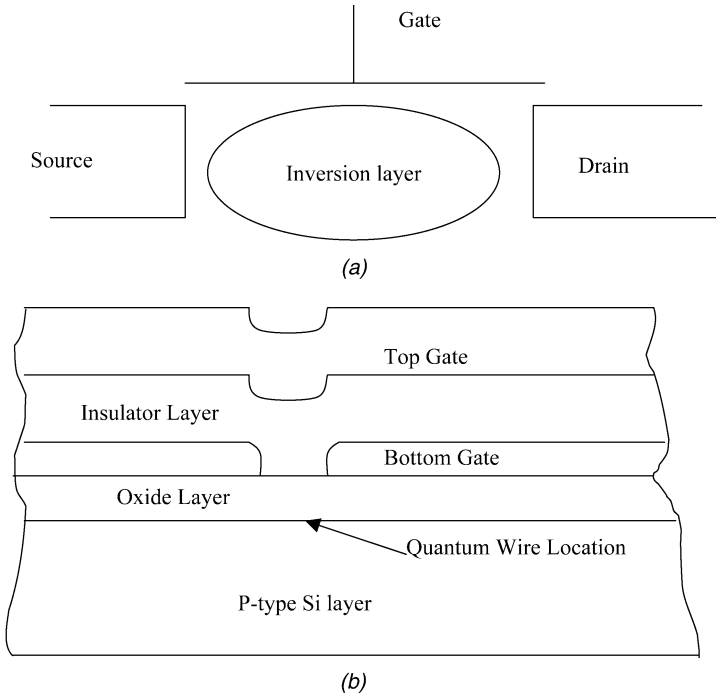 Gate
Source
Inversion layer
Drain
(a)
Top Gate
Insulator Layer
Bottom Gate
Oxide Layer
Quantum Wire Location
P-type Si layer
(b)